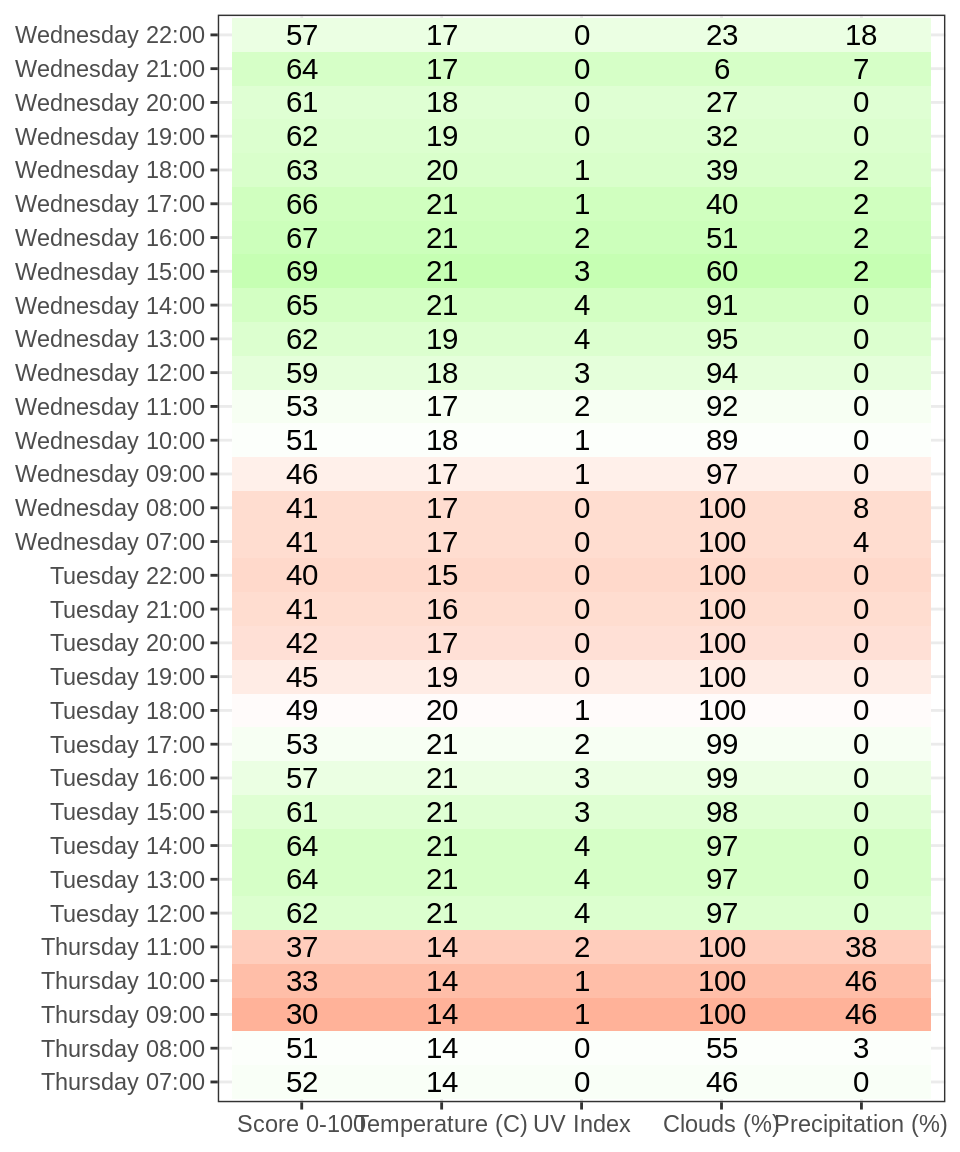 Wednesday 22:00 57 17 0 23 18
Wednesday 21:00 64 17 0 6 7
Wednesday 20:00 61 18 0 27 0
Wednesday 19:00 62 19 0 32 0
Wednesday 18:00 63 20 1 39 2
Wednesday 17:00 66 21 1 40 2
Wednesday 16:00 67 21 2 51 2
Wednesday 15:00 69 21 3 60 2
Wednesday 14:00 65 21 4 91 0
Wednesday 13:00 62 19 4 95 0
Wednesday 12:00 59 18 3 94 0
Wednesday 11:00 53 17 2 92 0
Wednesday 10:00 51 18 1 89 0
Wednesday 09:00 46 17 1 97 0
Wednesday 08:00 41 17 0 100 8
Wednesday 07:00 41 17 0 100 4
Tuesday 22:00 40 15 0 100 0
Tuesday 21:00 41 16 0 100 0
Tuesday 20:00 42 17 0 100 0
Tuesday 19:00 45 19 0 100 0
Tuesday 18:00 49 20 1 100 0
Tuesday 17:00 53 21 2 99 0
Tuesday 16:00 57 21 3 99 0
Tuesday 15:00 61 21 3 98 0
Tuesday 14:00 64 21 4 97 0
Tuesday 13:00 64 21 4 97 0
Tuesday 12:00 62 21 4 97 0
Thursday 11:00 37 14 2 100 38
Thursday 10:00 33 14 1 100 46
Thursday 09:00 30 14 1 100 46
Thursday 08:00 51 14 0 55 3
Thursday 07:00 52 14 0 46 0
Score 0-100 Temperature (C) UV Index Clouds (%) Precipitation (%)